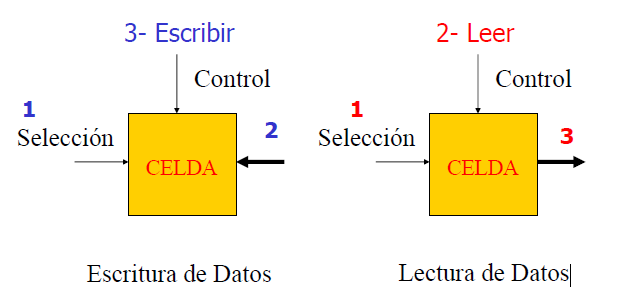 3- Escribir
Control
1
Selección
2
CELDA
Escritura de Datos
2- Leer
Control
1
Selección
3
CELDA
Lectura de Datos